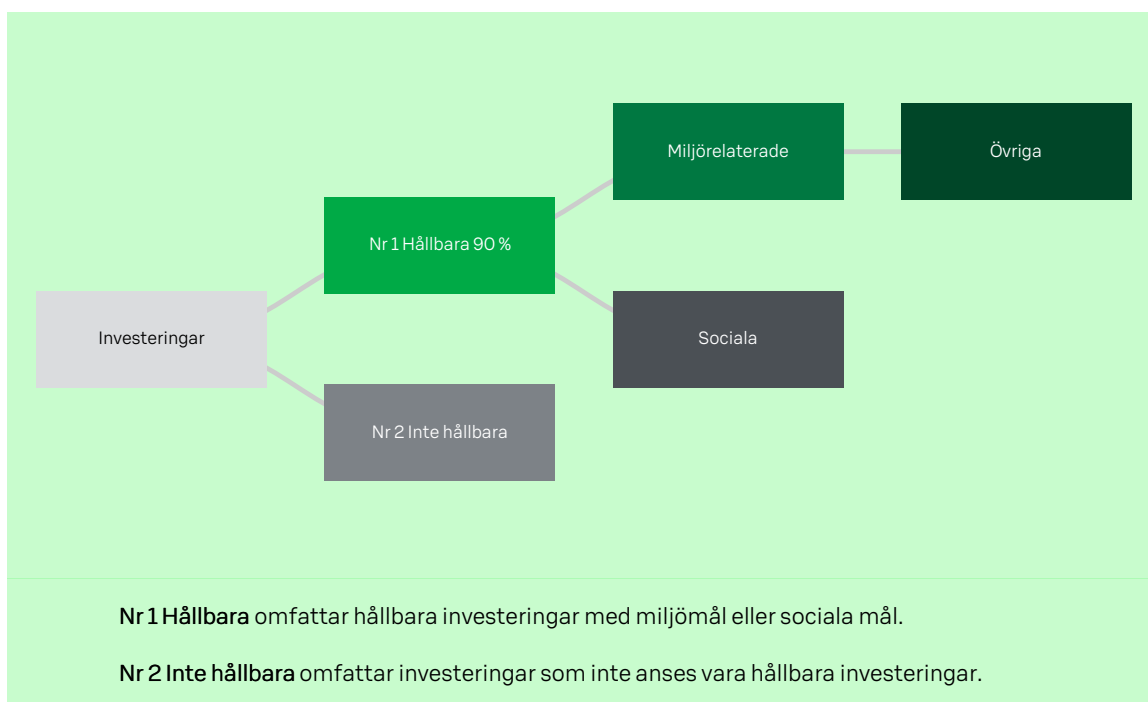 Miljörelaterade
Övriga
Nr 1 Hållbara 90 %
Investeringar
Sociala
Nr 2 Inte hållbara
Nr 1 Hållbara omfattar hållbara investeringar med miljömål eller sociala mål.
Nr 2 Inte hållbara omfattar investeringar som inte anses vara hållbara investeringar.